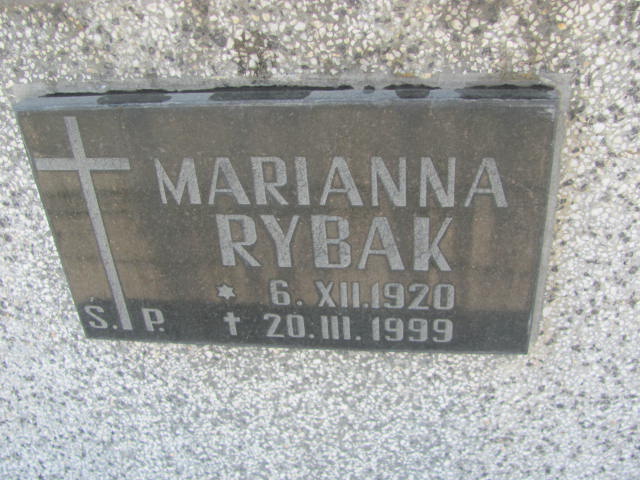 MARIANNA
RYBAK
* 6. XII. 1920
Ś. P. † 20. III. 1999